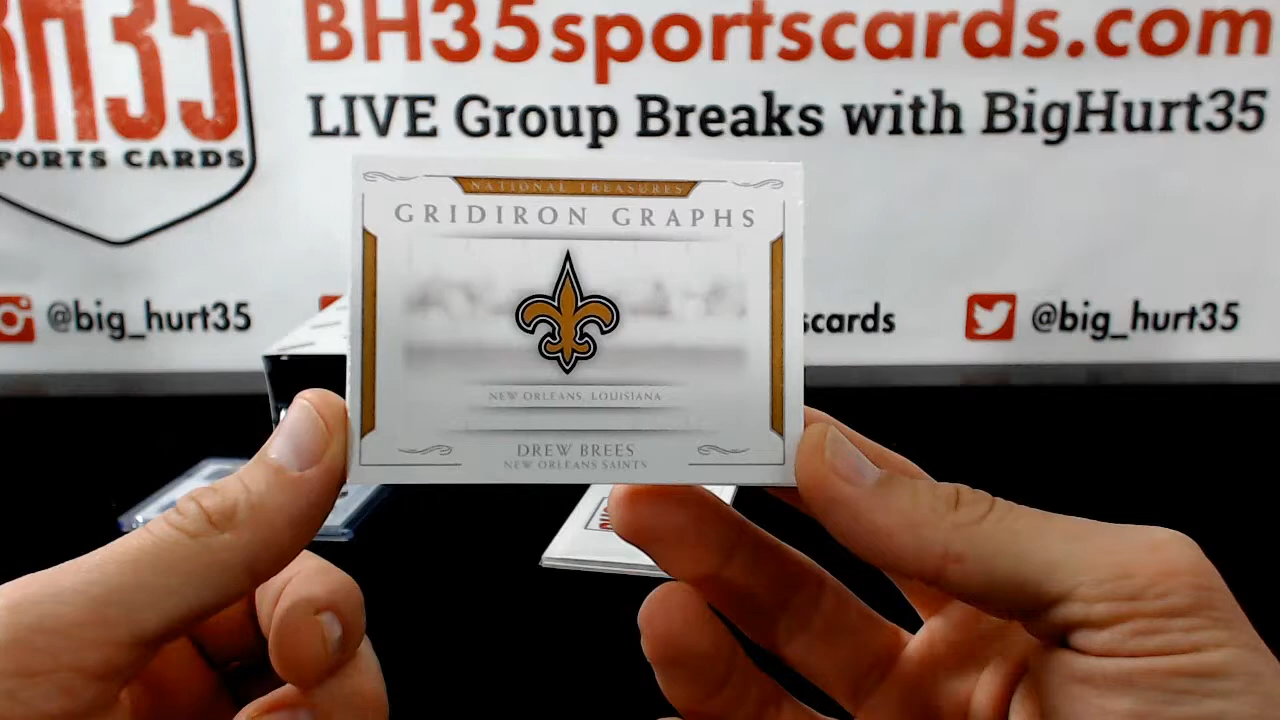 BH35
SPORTS CARDS
BH35sportscards.com
LIVE Group Breaks with BigHurt35
@big_hurt35
scards
@big_hurt35
NATIONAL TREASURES
GRIDIRON GRAPHS
NEW ORLEANS, LOUISIANA
DREW BREES
NEW ORLEANS SAINTS